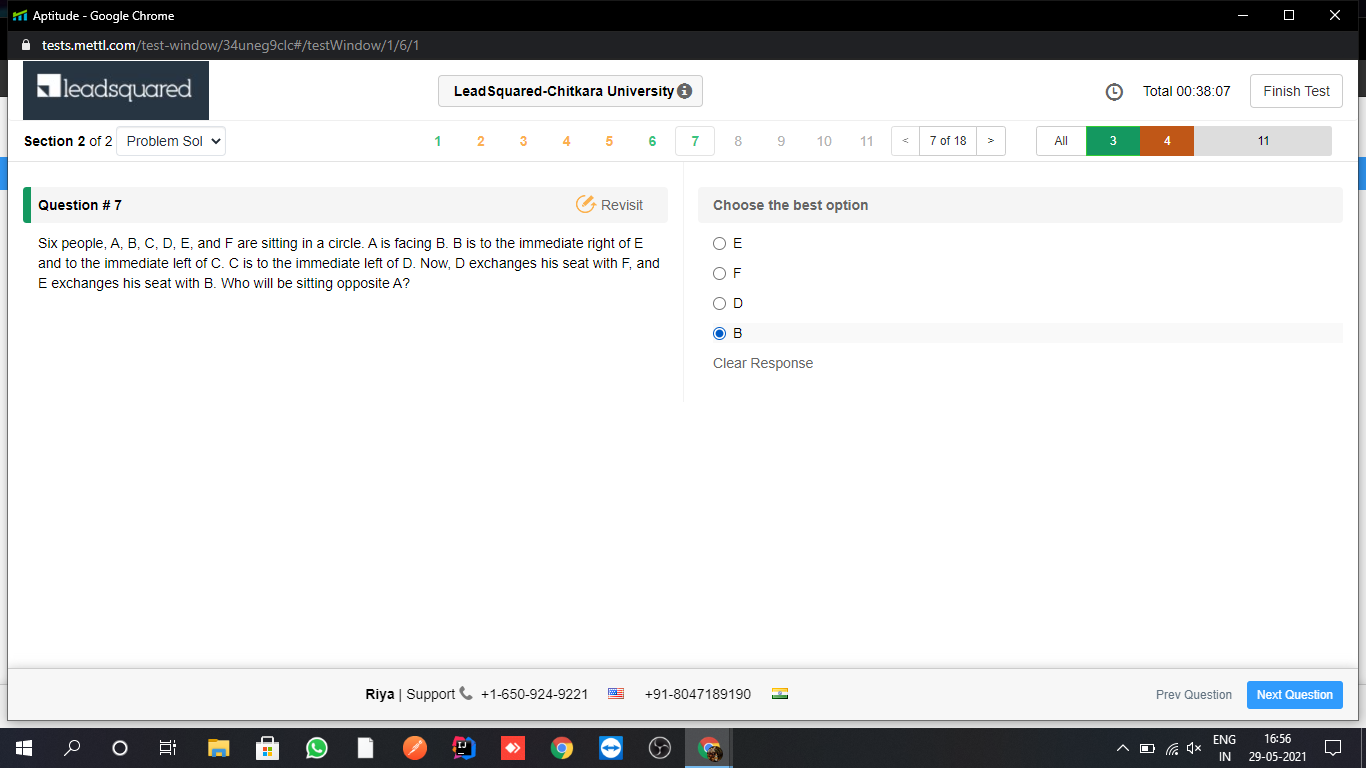 Aptitude - Google Chrome
tests.mettl.com/test-window/34uneg9clc#/testWindow/1/6/1
leadsquared
LeadSquared-Chitkara University
Total 00:38:07
Finish Test
Section 2 of 2
Problem Sol
1 2 3 4 5 6 7 8 9 10 11
< 7 of 18 >
All 3 4 11
Question # 7
Revisit
Six people, A, B, C, D, E, and F are sitting in a circle. A is facing B. B is to the immediate right of E
and to the immediate left of C. C is to the immediate left of D. Now, D exchanges his seat with F, and
E exchanges his seat with B. Who will be sitting opposite A?
Choose the best option
E
F
D
B
Clear Response
Riya | Support +1-650-924-9221 +91-8047189190
Prev Question
Next Question
ENG
IN
16:56
29-05-2021